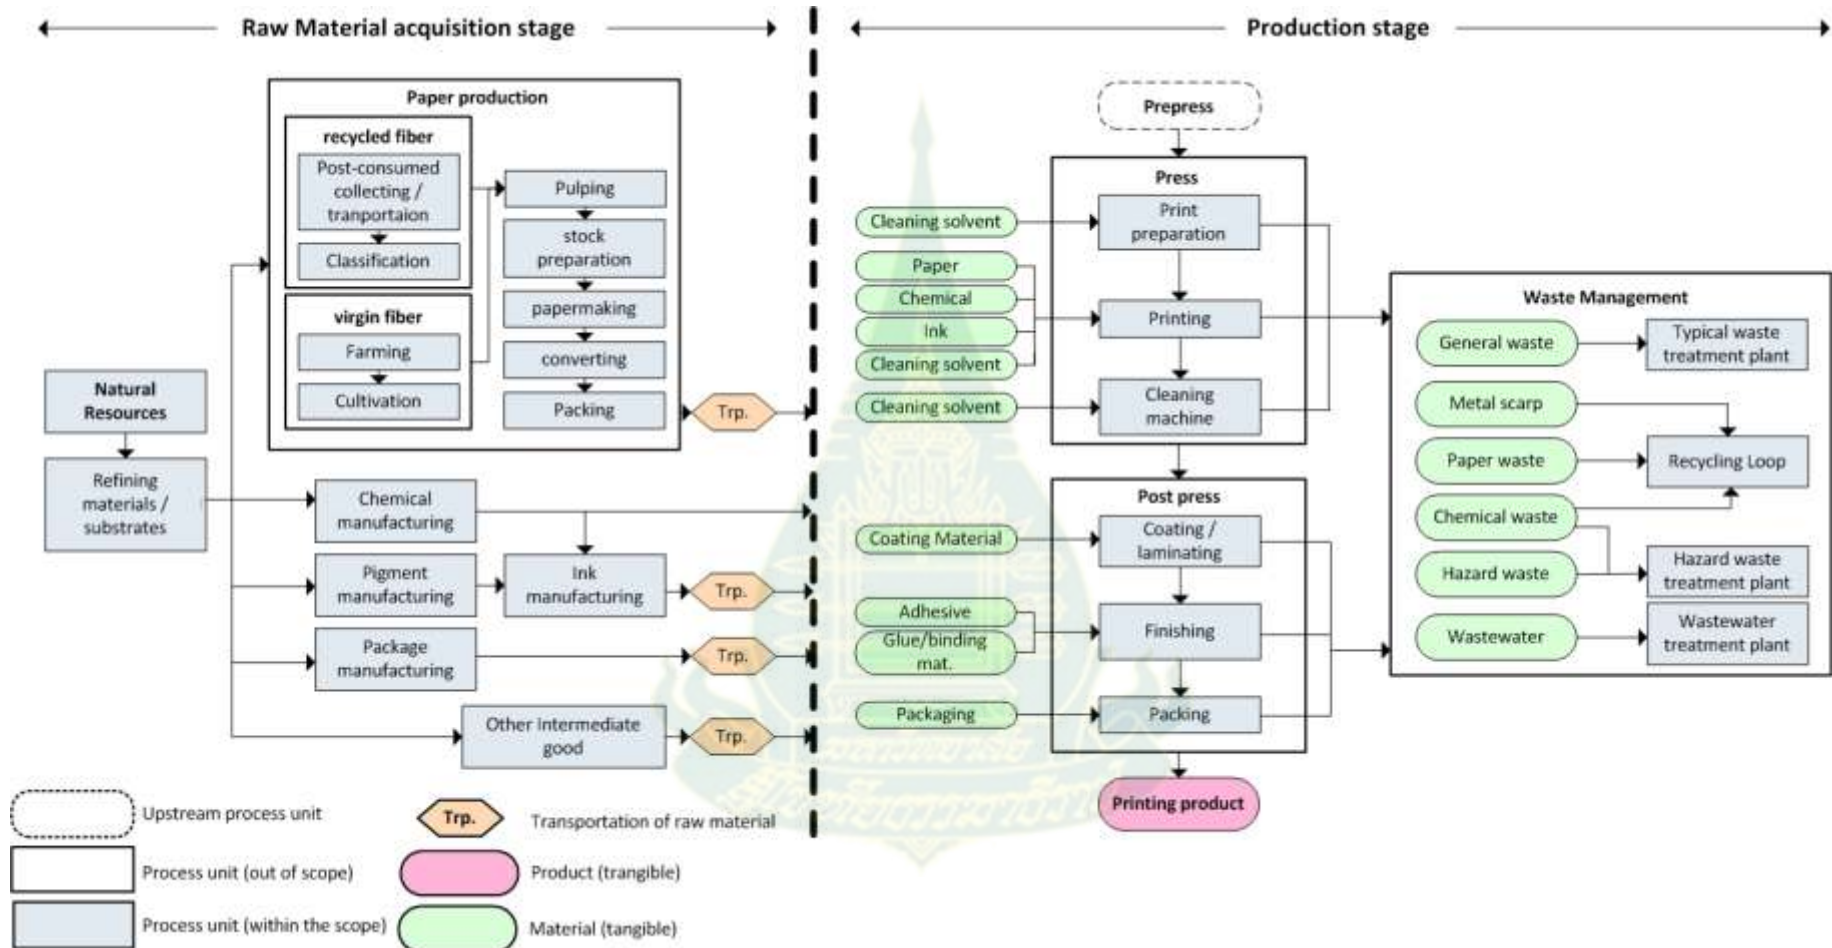 Raw Material acquisition stage
Production stage
Paper production
recycled fiber
Post-consumed
collecting /
tranportaion
Classification
virgin fiber
Farming
Cultivation
Pulping
stock
preparation
papermaking
converting
Packing
Trp.
Natural
Resources
Refining
materials /
substrates
Chemical
manufacturing
Pigment
manufacturing
Ink
manufacturing
Trp.
Package
manufacturing
Trp.
Other Intermediate
good
Trp.
Prepress
Press
Cleaning solvent
Print
preparation
Paper
Chemical
Ink
Cleaning solvent
Printing
Cleaning solvent
Cleaning
machine
Post press
Coating Material
Coating /
laminating
Adhesive
Glue/binding
mat.
Finishing
Packaging
Packing
Printing product
Waste Management
General waste
Typical waste
treatment plant
Metal scarp
Paper waste
Recycling Loop
Chemical waste
Hazard waste
Hazard waste
treatment plant
Wastewater
Wastewater
treatment plant
Upstream process unit
Trp.
Transportation of raw material
Process unit (out of scope)
Product (trangible)
Process unit (within the scope)
Material (tangible)